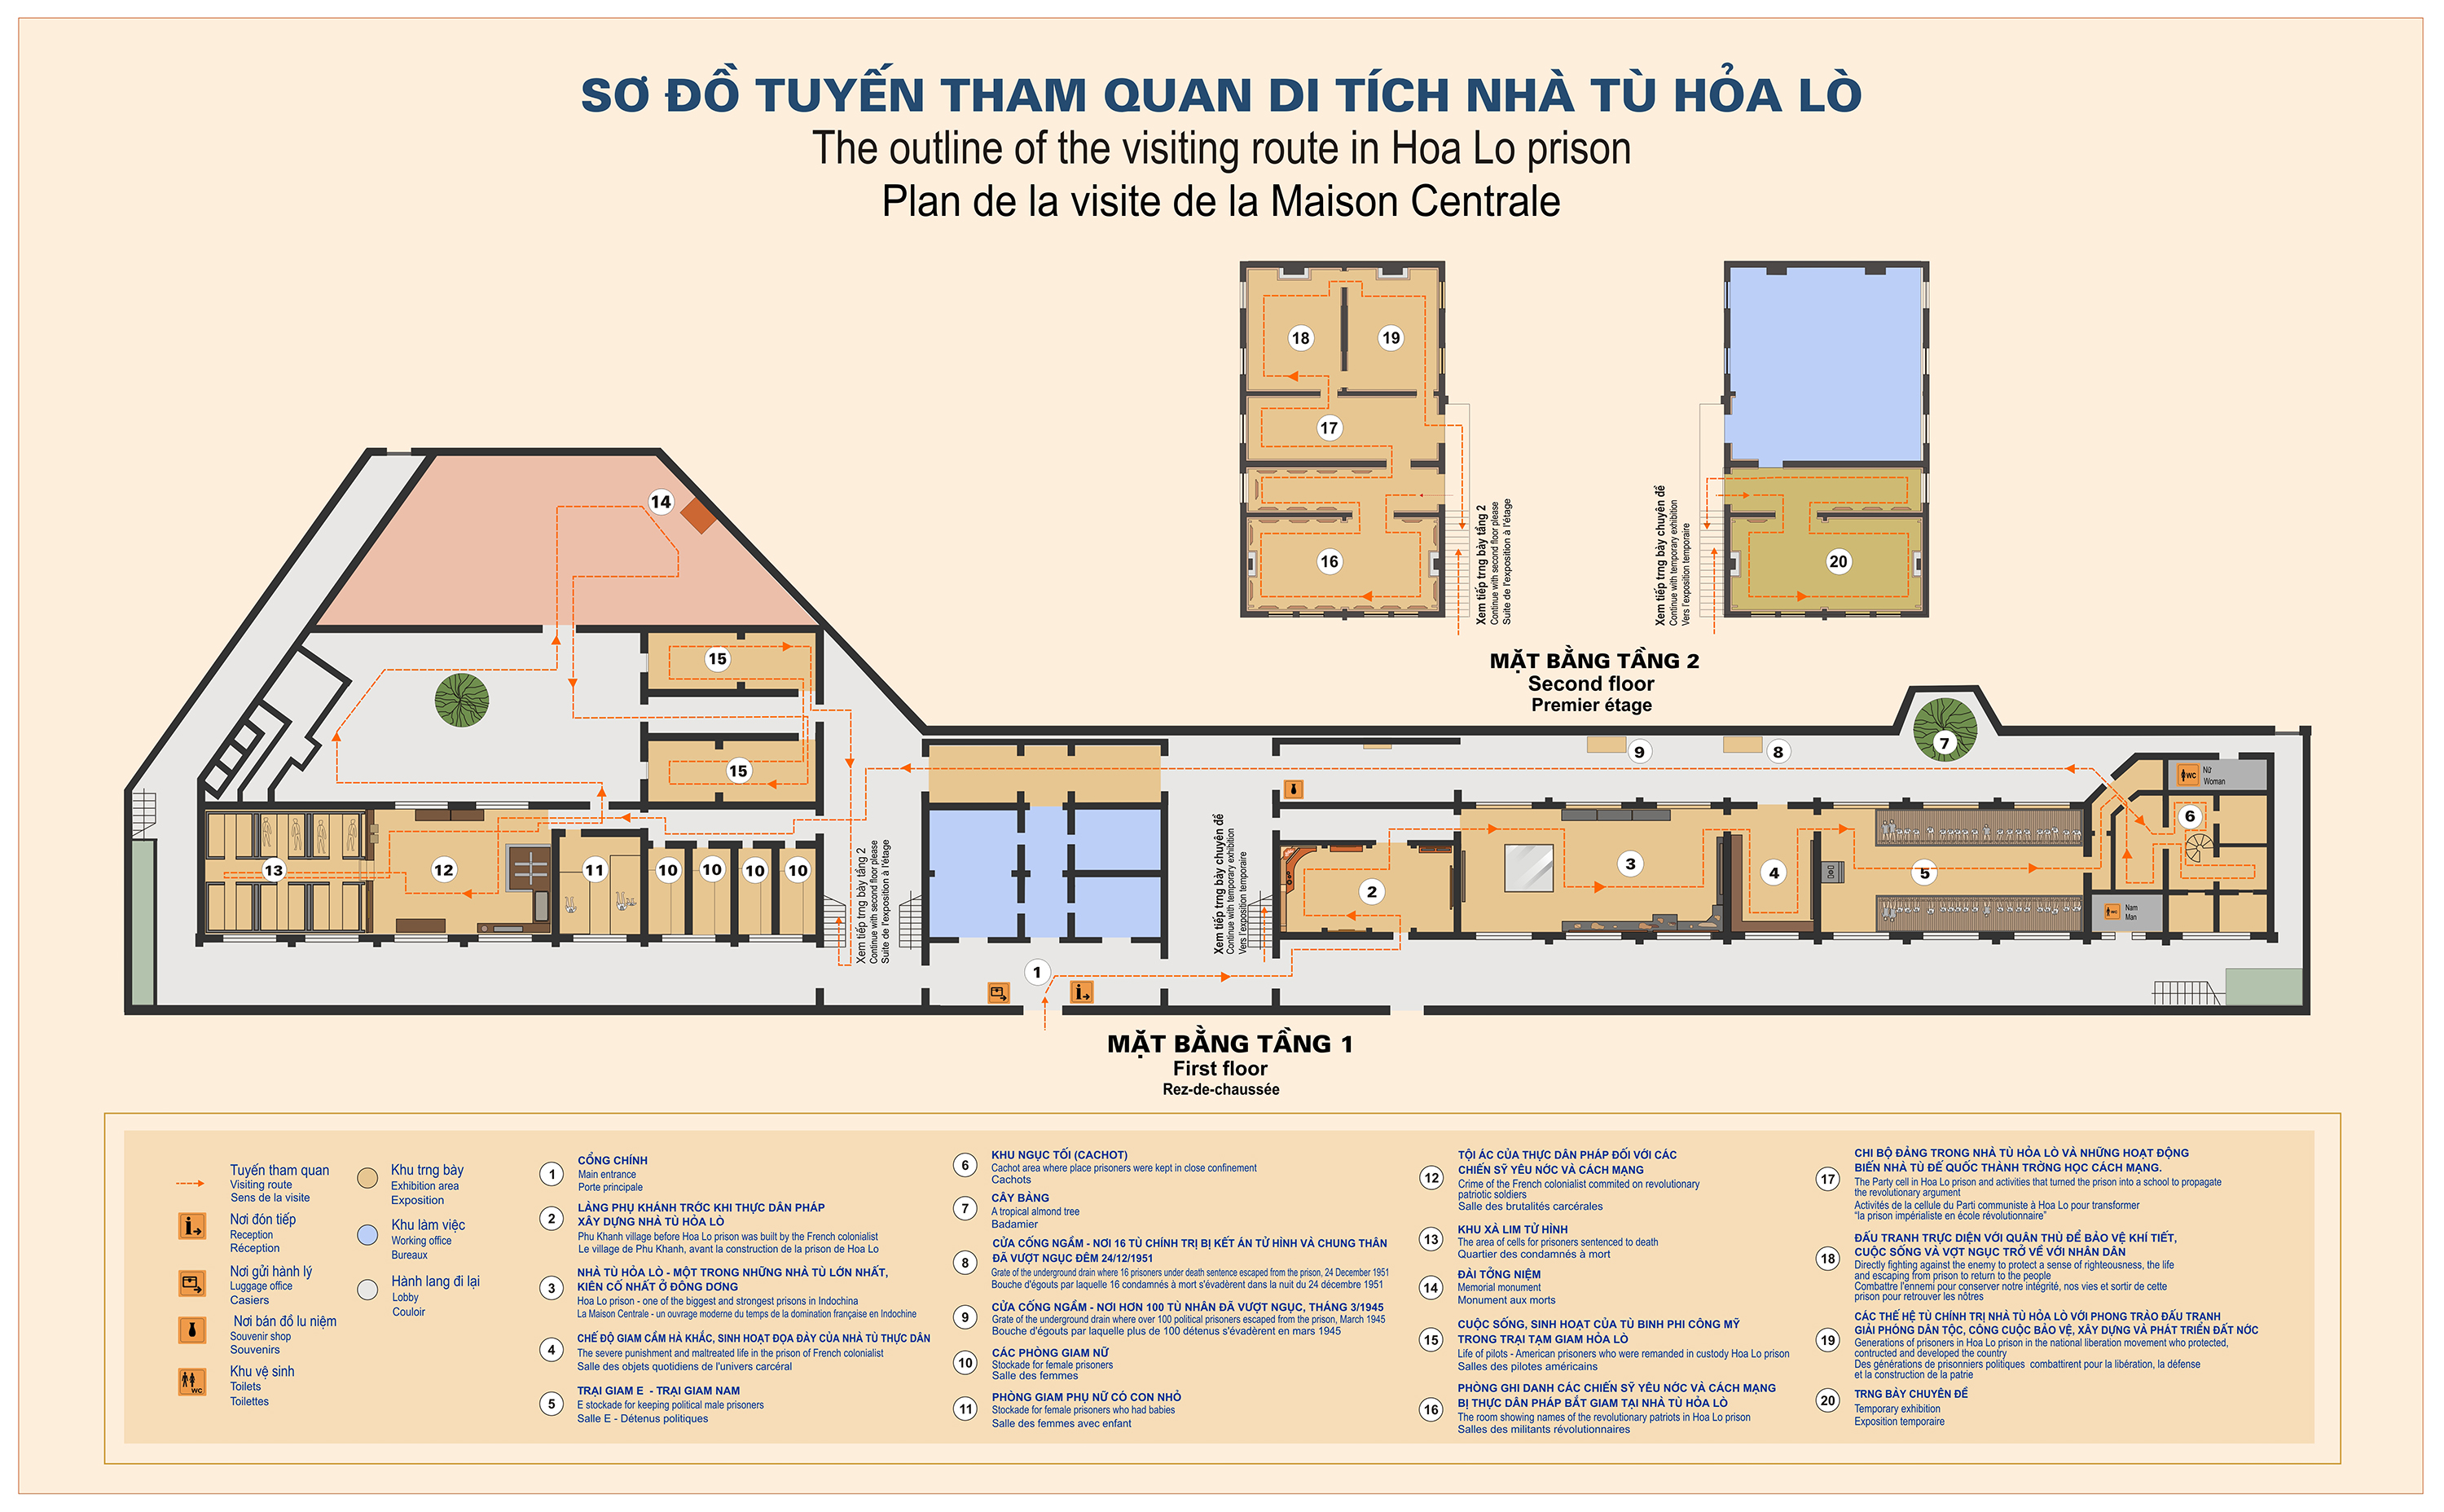 SƠ ĐỒ TUYẾN THAM QUAN DI TÍCH NHÀ TÙ HỎA LÒ
The outline of the visiting route in Hoa Lo prison
Plan de la visite de la Maison Centrale
18
19
17
16
20
Xem tiếp trng bày tầng 2
Continue with second floor please
Suite de l'exposition à l'étage
Xem tiếp trng bày chuyên đề
Continue with temporary exhibition
Vers l'exposition temporaire
MẶT BẰNG TẦNG 2
Second floor
Premier étage
14
15
15
13
12
11
10
10
10
10
Xem tiếp trng bày tầng 2
Continue with second floor please
Suite de l'exposition à l'étage
1
Xem tiếp trng bày chuyên đề
Continue with temporary exhibition
Vers l'exposition temporaire
2
3
4
5
9
8
7
6
WC
Nữ
Woman
WC
Nam
Man
MẶT BẰNG TẦNG 1
First floor
Rez-de-chaussée
Tuyến tham quan
Visiting route
Sens de la visite
Nơi đón tiếp
Reception
Réception
Nơi gửi hành lý
Luggage office
Casiers
Nơi bán đồ lu niệm
Souvenir shop
Souvenirs
WC
Khu vệ sinh
Toilets
Toilettes
Khu trng bày
Exhibition area
Exposition
Khu làm việc
Working office
Bureaux
Hành lang đi lại
Lobby
Couloir
1
CỔNG CHÍNH
Main entrance
Porte principale
2
LÀNG PHỤ KHÁNH TRỚC KHI THỰC DÂN PHÁP
XÂY DỰNG NHÀ TÙ HỎA LÒ
Phu Khanh village before Hoa Lo prison was built by the French colonialist
Le village de Phu Khanh, avant la construction de la prison de Hoa Lo
3
NHÀ TÙ HỎA LÒ - MỘT TRONG NHỮNG NHÀ TÙ LỚN NHẤT,
KIÊN CỐ NHẤT Ở ĐÔNG DƠNG
Hoa Lo prison - one of the biggest and strongest prisons in Indochina
La Maison Centrale - un ouvrage moderne du temps de la domination française en Indochine
4
CHẾ ĐỘ GIAM CẦM HÀ KHẮC, SINH HOẠT ĐỌA ĐÀY CỦA NHÀ TÙ THỰC DÂN
The severe punishment and maltreated life in the prison of French colonialist
Salle des objets quotidiens de l'univers carcéral
5
TRẠI GIAM E - TRẠI GIAM NAM
E stockade for keeping political male prisoners
Salle E - Détenus politiques
6
KHU NGỤC TỐI (CACHOT)
Cachot area where place prisoners were kept in close confinement
Cachots
7
CÂY BÀNG
A tropical almond tree
Badamier
8
CỬA CỐNG NGẦM - NƠI 16 TÙ CHÍNH TRỊ BỊ KẾT ÁN TỬ HÌNH VÀ CHUNG THÂN
ĐÃ VƯỢT NGỤC ĐÊM 24/12/1951
Grate of the underground drain where 16 prisoners under death sentence escaped from the prison, 24 December 1951
Bouche d'égouts par laquelle 16 condamnés à mort s'évadèrent dans la nuit du 24 décembre 1951
9
CỬA CỐNG NGẦM - NƠI HƠN 100 TÙ NHÂN ĐÃ VƯỢT NGỤC, THÁNG 3/1945
Grate of the underground drain where over 100 political prisoners escaped from the prison, March 1945
Bouche d'égouts par laquelle plus de 100 détenus s'évadèrent en mars 1945
10
CÁC PHÒNG GIAM NỮ
Stockade for female prisoners
Salle des femmes
11
PHÒNG GIAM PHỤ NỮ CÓ CON NHỎ
Stockade for female prisoners who had babies
Salle des femmes avec enfant
12
TỘI ÁC CỦA THỰC DÂN PHÁP ĐỐI VỚI CÁC
CHIẾN SỸ YÊU NỚC VÀ CÁCH MẠNG
Crime of the French colonialist commited on revolutionary
patriotic soldiers
Salle des brutalités carcérales
13
KHU XÀ LIM TỬ HÌNH
The area of cells for prisoners sentenced to death
Quartier des condamnés à mort
14
ĐÀI TỞNG NIỆM
Memorial monument
Monument aux morts
15
CUỘC SỐNG, SINH HOẠT CỦA TÙ BINH PHI CÔNG MỸ
TRONG TRẠI TẠM GIAM HỎA LÒ
Life of pilots - American prisoners who were remanded in custody Hoa Lo prison
Salles des pilotes américains
16
PHÒNG GHI DANH CÁC CHIẾN SỸ YÊU NỚC VÀ CÁCH MẠNG
BỊ THỰC DÂN PHÁP BẮT GIAM TẠI NHÀ TÙ HỎA LÒ
The room showing names of the revolutionary patriots in Hoa Lo prison
Salles des militants révolutionnaires
17
CHI BỘ ĐẢNG TRONG NHÀ TÙ HỎA LÒ VÀ NHỮNG HOẠT ĐỘNG
BIẾN NHÀ TÙ ĐẾ QUỐC THÀNH TRỜNG HỌC CÁCH MẠNG.
The Party cell in Hoa Lo prison and activities that turned the prison into a school to propagate
the revolutionary argument
Activités de la cellule du Parti communiste à Hoa Lo pour transformer
“la prison impérialiste en école révolutionnaire”
18
ĐẤU TRANH TRỰC DIỆN VỚI QUÂN THÙ ĐỂ BẢO VỆ KHÍ TIẾT,
CUỘC SỐNG VÀ VỢT NGỤC TRỞ VỀ VỚI NHÂN DÂN
Directly fighting against the enemy to protect a sense of righteousness, the life
and escaping from prison to return to the people
Combattre l'ennemi pour conserver notre intégrité, nos vies et sortir de cette
prison pour retrouver les nôtres
19
CÁC THẾ HỆ TÙ CHÍNH TRỊ NHÀ TÙ HỎA LÒ VỚI PHONG TRÀO ĐẤU TRANH
GIẢI PHÓNG DÂN TỘC, CÔNG CUỘC BẢO VỆ, XÂY DỰNG VÀ PHÁT TRIỂN ĐẤT NỚC
Generations of prisoners in Hoa Lo prison in the national liberation movement who protected,
contructed and developed the country
Des générations de prisonniers politiques combattirent pour la libération, la défense
et la construction de la patrie
20
TRNG BÀY CHUYÊN ĐỀ
Temporary exhibition
Exposition temporaire